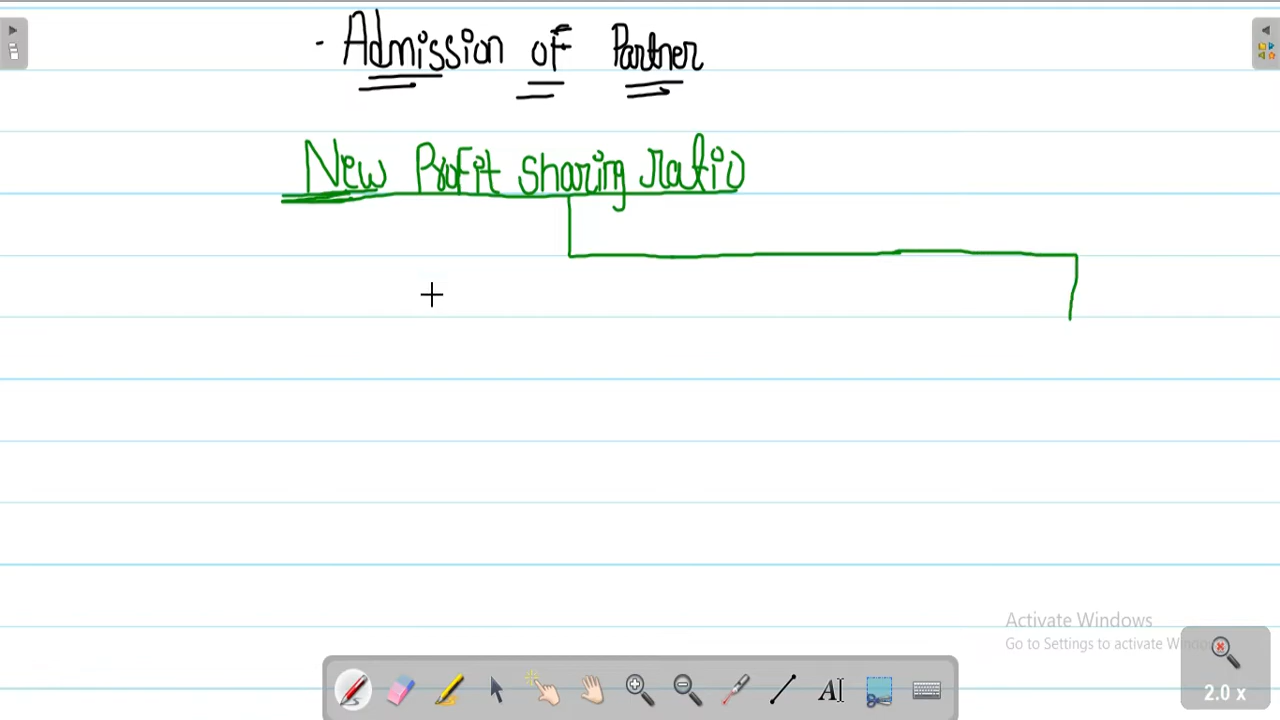 - Admission of Partner
New Profit sharing ratio
Activate Windows
Go to Settings to activate Windows.
2.0 x